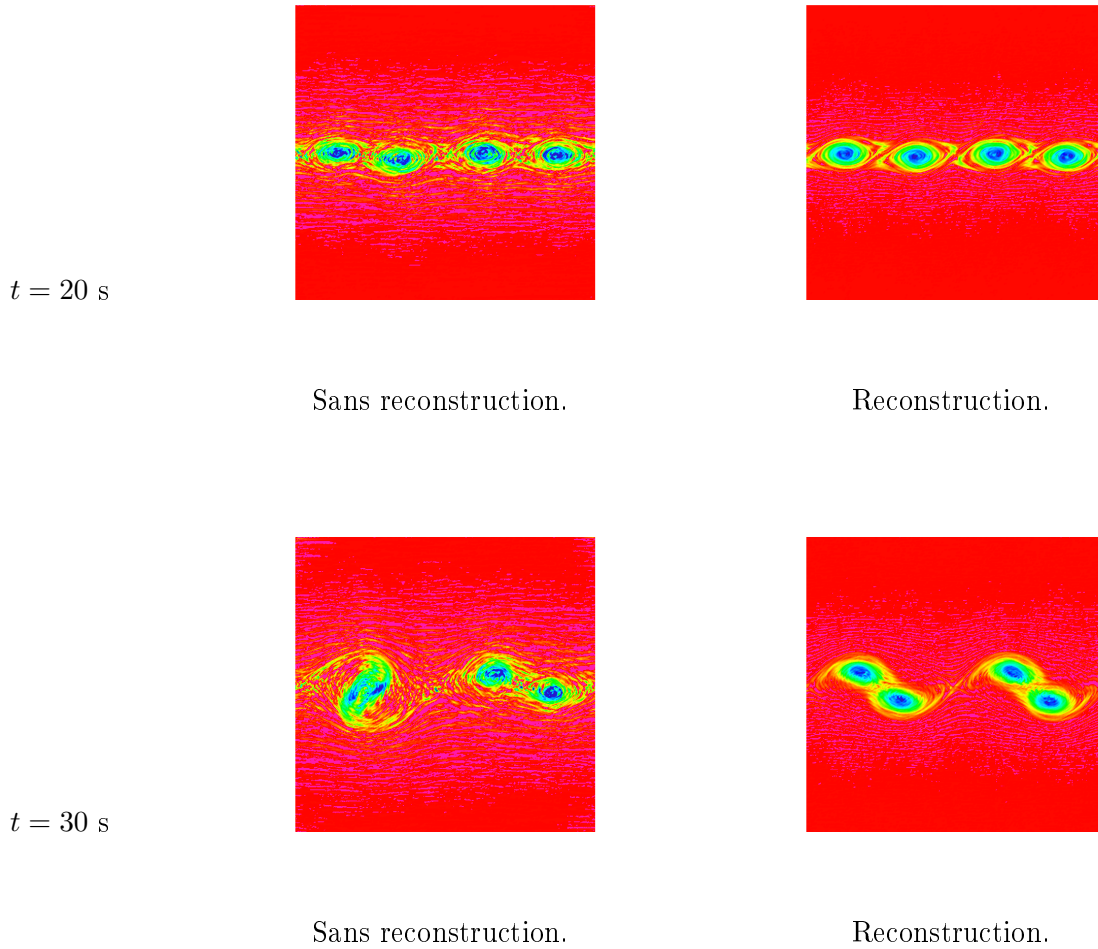 t = 20 s
Sans reconstruction.
Reconstruction.
t = 30 s
Sans reconstruction.
Reconstruction.